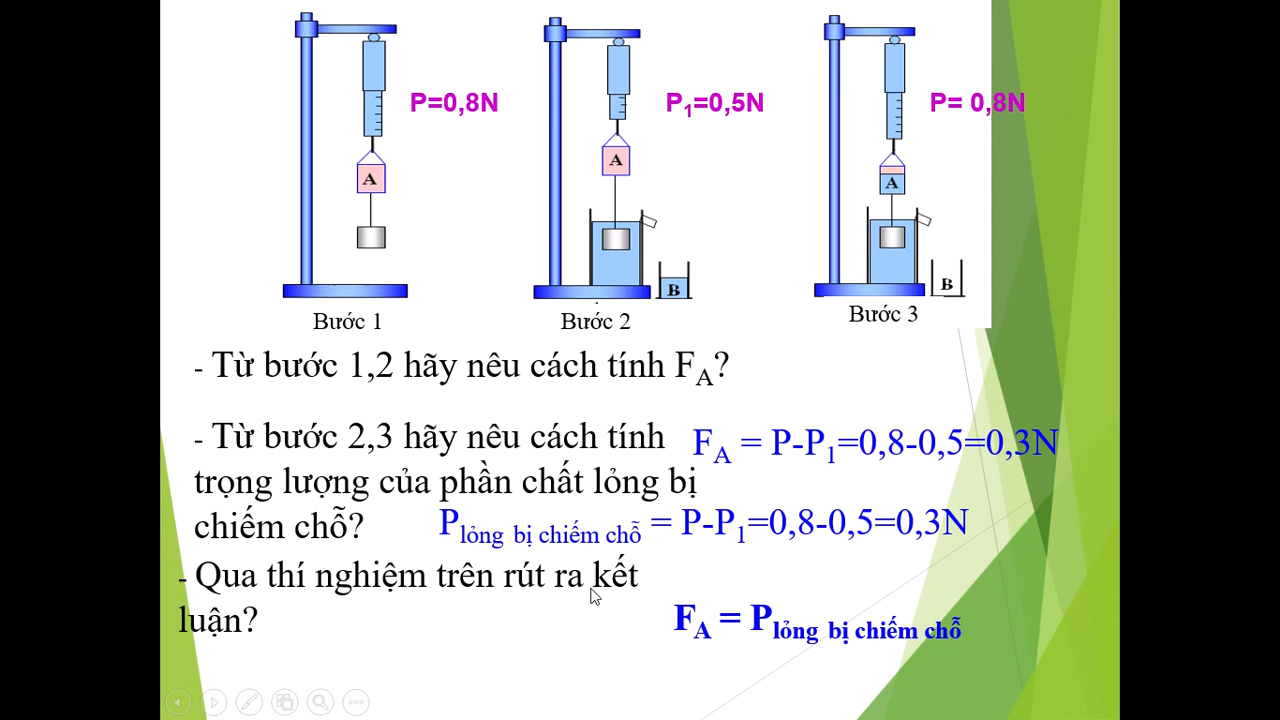 P=0,8N
P1=0,5N
P= 0,8N
A
A
A
B
B
Bước 1
Bước 2
Bước 3
- Từ bước 1,2 hãy nêu cách tính FA?
- Từ bước 2,3 hãy nêu cách tính
trọng lượng của phần chất lỏng bị
chiếm chỗ?
FA = P-P1=0,8-0,5=0,3N
Plỏng bị chiếm chỗ = P-P1=0,8-0,5=0,3N
- Qua thí nghiệm trên rút ra kết
luận?
FA = Plỏng bị chiếm chỗ